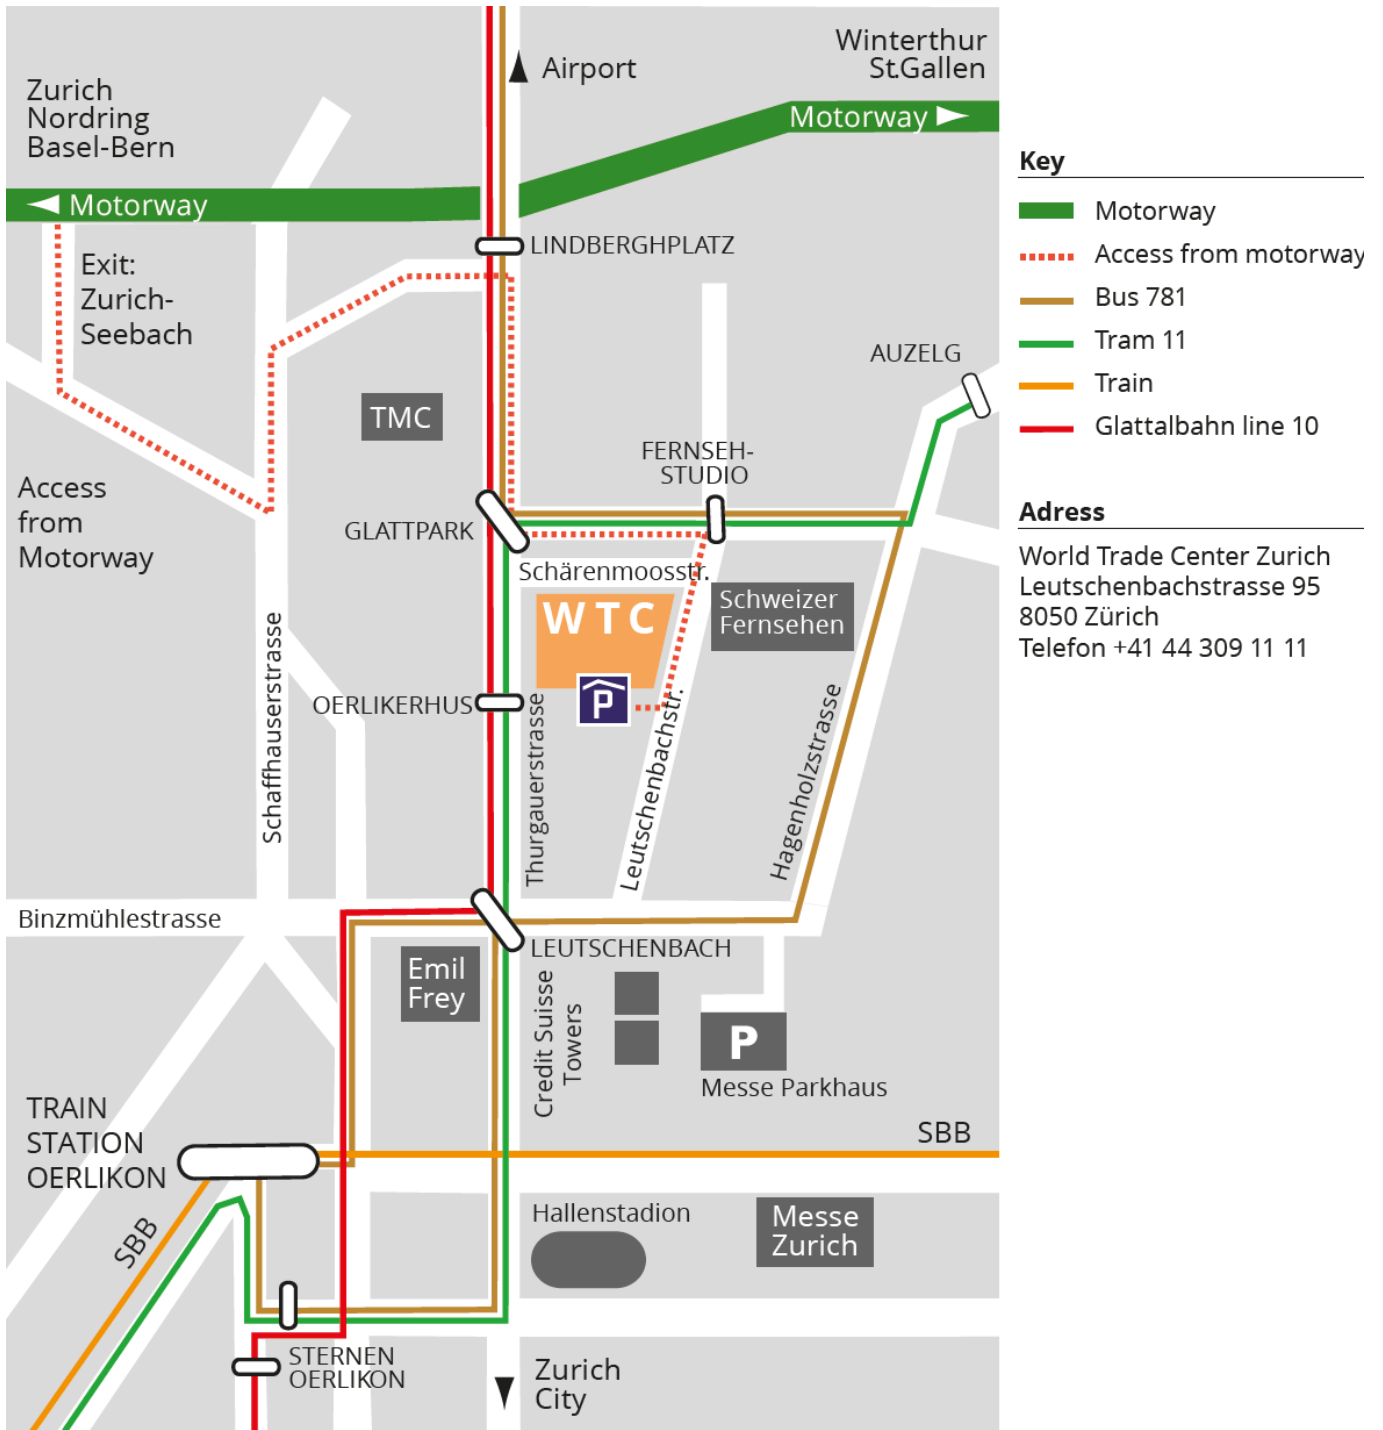 Winterthur
St.Gallen
Airport
Zurich
Nordring
Basel-Bern
Motorway
Motorway
LINDBERGHPLATZ
Exit:
Zurich-
Seebach
AUZELG
TMC
FERNSEH-
STUDIO
Access
from
Motorway
GLATTPARK
Schärenmoosstr.
WTC
Schweizer
Fernsehen
Schaffhauserstrasse
OERLIKERHUS
P
Thurgauerstrasse
Leutschenbachstr.
Hagenholzstrasse
Binzmühlestrasse
LEUTSCHENBACH
Emil
Frey
Credit Suisse
Towers
P
Messe Parkhaus
TRAIN
STATION
OERLIKON
SBB
SBB
Hallenstadion
Messe
Zurich
STERNEN
OERLIKON
Zurich
City
Key
Motorway
Access from motorway
Bus 781
Tram 11
Train
Glattalbahn line 10
Adress
World Trade Center Zurich
Leutschenbachstrasse 95
8050 Zürich
Telefon +41 44 309 11 11